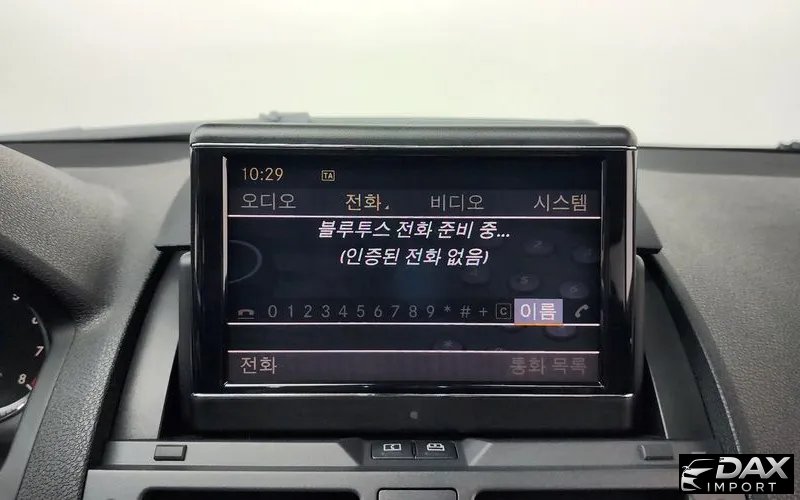 10:29 TA
오디오 전화 비디오 시스템
블루투스 전화 준비 중...
(인증된 전화 없음)
0 1 2 3 4 5 6 7 8 9 * # + C 이름
전화 통화 목록
7
8
DAX
IMPORT